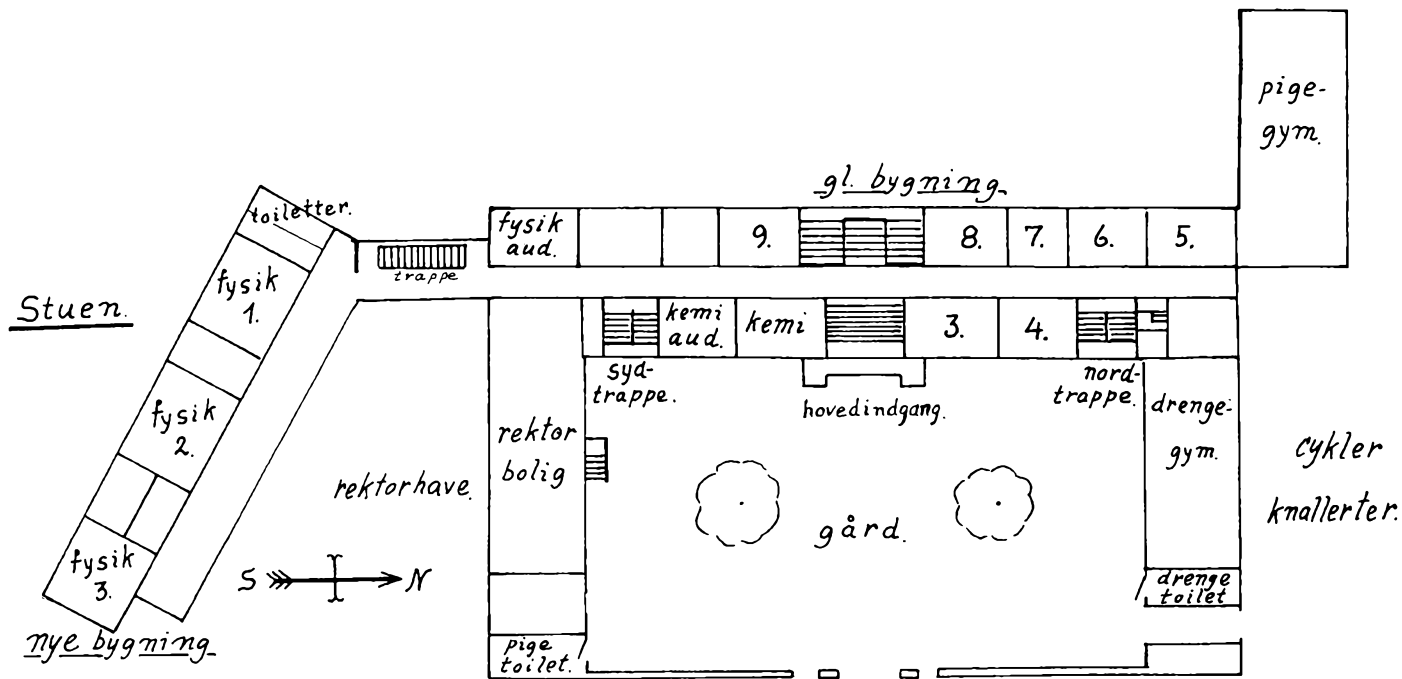 pige-
gym.
gl. bygning
toiletter.
fysik
aud.
9.
8.
7.
6.
5.
trappe
fysik
1.
Stuen.
kemi
aud.
kemi
3.
4.
syd-
trappe.
hovedindgang.
nord-
trappe.
drenge-
gym.
fysik
2.
rektor
bolig
rektorhave.
gård.
cykler
knallerter.
fysik
3.
S
N
drenge
toilet
nye bygning
pige
toilet.